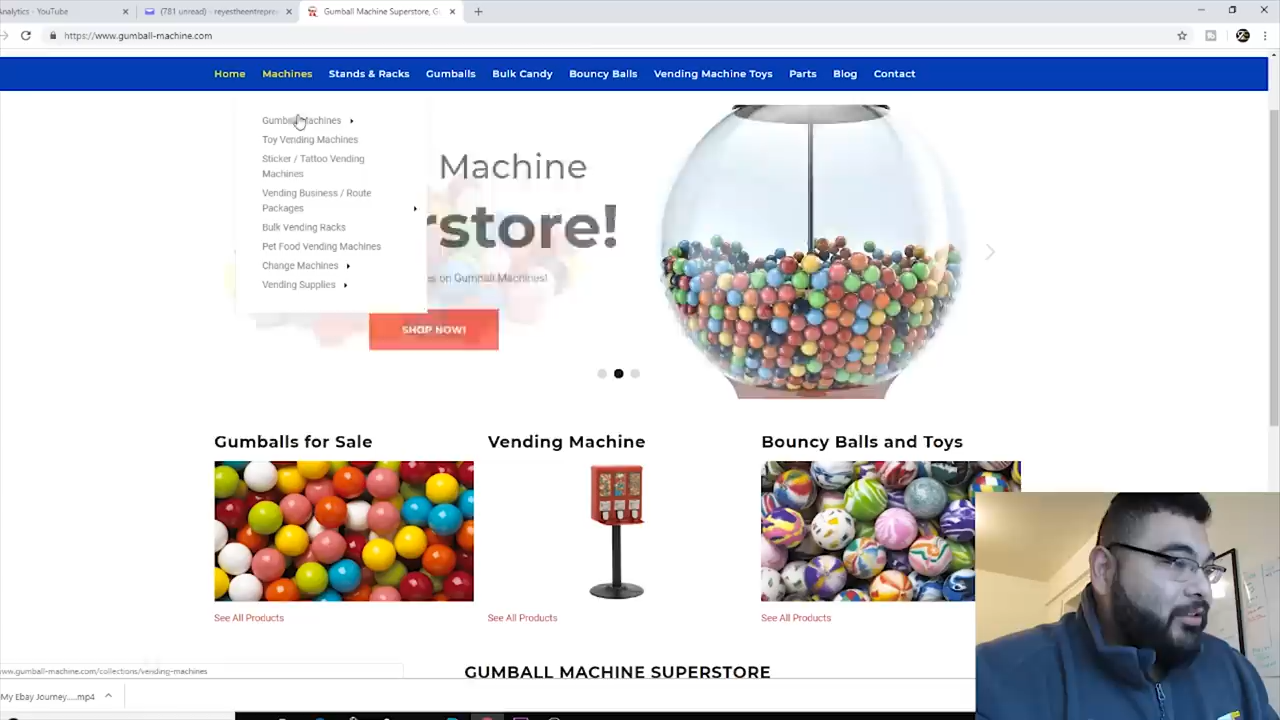 Analytics - YouTube
(781 unread) - reyestheentrepre
Gumball Machine Superstore, G
https://www.gumball-machine.com
Home Machines Stands & Racks Gumballs Bulk Candy Bouncy Balls Vending Machine Toys Parts Blog Contact
Gumball Machines
Toy Vending Machines
Sticker / Tattoo Vending
Machines
Vending Business / Route
Packages
Bulk Vending Racks
Pet Food Vending Machines
Change Machines
Vending Supplies
Machine
rstore!
es on Gumball Machines!
SHOP NOW!
Gumballs for Sale
Vending Machine
Bouncy Balls and Toys
See All Products
See All Products
See All Products
www.gumball-machine.com/collections/vending-machines
GUMBALL MACHINE SUPERSTORE
My Ebay Journey.....mp4